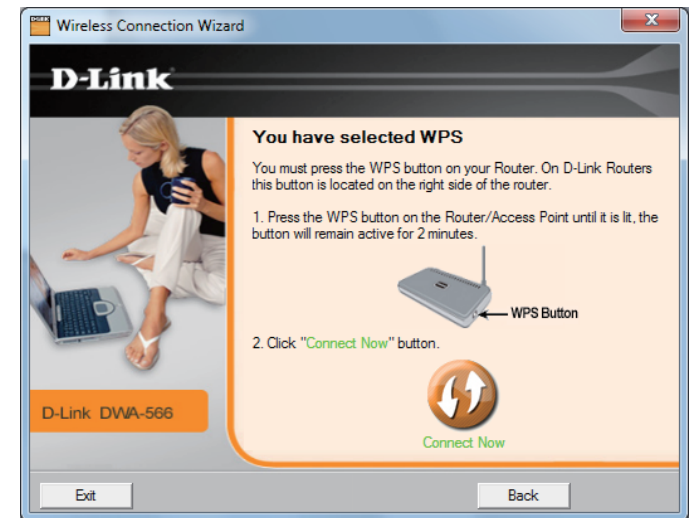 Wireless Connection Wizard
D-Link
You have selected WPS
You must press the WPS button on your Router. On D-Link Routers
this button is located on the right side of the router.
1. Press the WPS button on the Router/Access Point until it is lit, the
button will remain active for 2 minutes.
WPS Button
2. Click "Connect Now" button.
D-Link DWA-566
Connect Now
Exit
Back